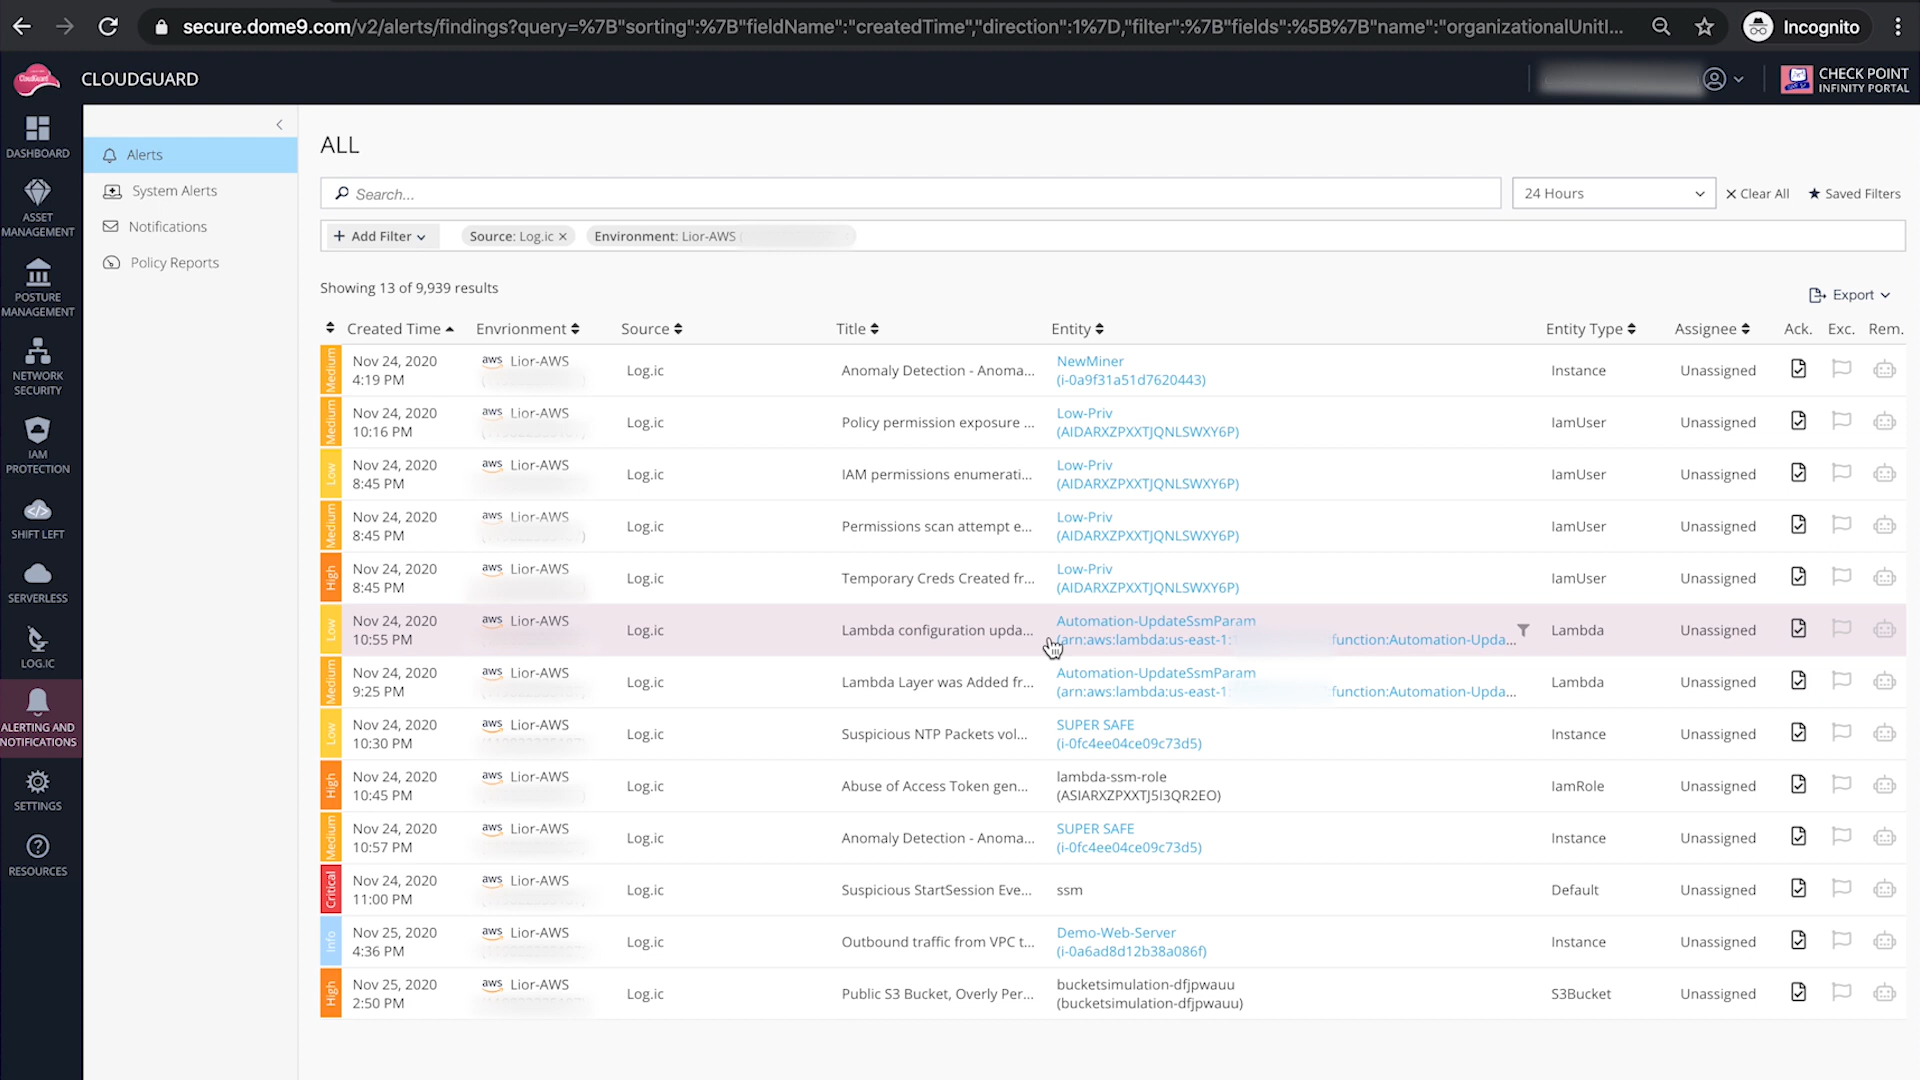 secure.dome9.com/v2/alerts/findings?query=%7B"sorting":%7B"fieldName":"createdTime","direction":1%7D,"filter":%7B"fields":%5B%7B"name":"organizationalUnitI...
Incognito
CloudGuard
CLOUDGUARD
CHECK POINT
INFINITY PORTAL
DASHBOARD
ASSET
MANAGEMENT
POSTURE
MANAGEMENT
NETWORK
SECURITY
IAM
PROTECTION
SHIFT LEFT
SERVERLESS
LOG.IC
ALERTING AND
NOTIFICATIONS
SETTINGS
RESOURCES
Alerts
System Alerts
Notifications
Policy Reports
ALL
Search...
24 Hours
Clear All
Saved Filters
+ Add Filter
Source: Log.ic ×
Environment: Lior-AWS (
Showing 13 of 9,939 results
Export
Created Time Envrionment Source Title Entity Entity Type Assignee Ack. Exc. Rem.
Medium Nov 24, 2020 4:19 PM aws Lior-AWS Log.ic Anomaly Detection - Anoma... NewMiner (i-0a9f31a51d7620443) Instance Unassigned
Medium Nov 24, 2020 10:16 PM aws Lior-AWS Log.ic Policy permission exposure ... Low-Priv (AIDARXZPXXTJQNLSWXY6P) IamUser Unassigned
Low Nov 24, 2020 8:45 PM aws Lior-AWS Log.ic IAM permissions enumerati... Low-Priv (AIDARXZPXXTJQNLSWXY6P) IamUser Unassigned
Medium Nov 24, 2020 8:45 PM aws Lior-AWS Log.ic Permissions scan attempt e... Low-Priv (AIDARXZPXXTJQNLSWXY6P) IamUser Unassigned
High Nov 24, 2020 8:45 PM aws Lior-AWS Log.ic Temporary Creds Created fr... Low-Priv (AIDARXZPXXTJQNLSWXY6P) IamUser Unassigned
Low Nov 24, 2020 10:55 PM aws Lior-AWS Log.ic Lambda configuration upda... Automation-UpdateSsmParam (arn:aws:lambda:us-east-1: function:Automation-Upda... Lambda Unassigned
Medium Nov 24, 2020 9:25 PM aws Lior-AWS Log.ic Lambda Layer was Added fr... Automation-UpdateSsmParam (arn:aws:lambda:us-east-1: function:Automation-Upda... Lambda Unassigned
Low Nov 24, 2020 10:30 PM aws Lior-AWS Log.ic Suspicious NTP Packets vol... SUPER SAFE (i-0fc4ee04ce09c73d5) Instance Unassigned
High Nov 24, 2020 10:45 PM aws Lior-AWS Log.ic Abuse of Access Token gen... lambda-ssm-role (ASIARXZPXXTJ5I3QR2EO) IamRole Unassigned
Medium Nov 24, 2020 10:57 PM aws Lior-AWS Log.ic Anomaly Detection - Anoma... SUPER SAFE (i-0fc4ee04ce09c73d5) Instance Unassigned
Critical Nov 24, 2020 11:00 PM aws Lior-AWS Log.ic Suspicious StartSession Eve... ssm Default Unassigned
Info Nov 25, 2020 4:36 PM aws Lior-AWS Log.ic Outbound traffic from VPC t... Demo-Web-Server (i-0a6ad8d12b38a086f) Instance Unassigned
High Nov 25, 2020 2:50 PM aws Lior-AWS Log.ic Public S3 Bucket, Overly Per... bucketsimulation-dfjpwauu (bucketsimulation-dfjpwauu) S3Bucket Unassigned